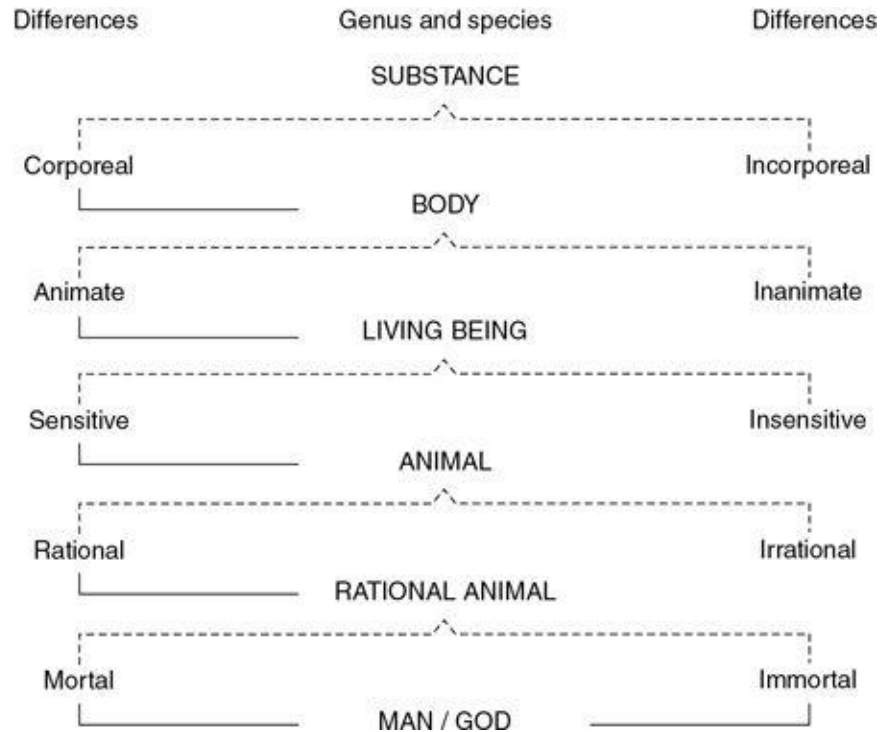 Differences Genus and species Differences
SUBSTANCE
Corporeal Incorporeal
BODY
Animate Inanimate
LIVING BEING
Sensitive Insensitive
ANIMAL
Rational Irrational
RATIONAL ANIMAL
Mortal Immortal
MAN / GOD